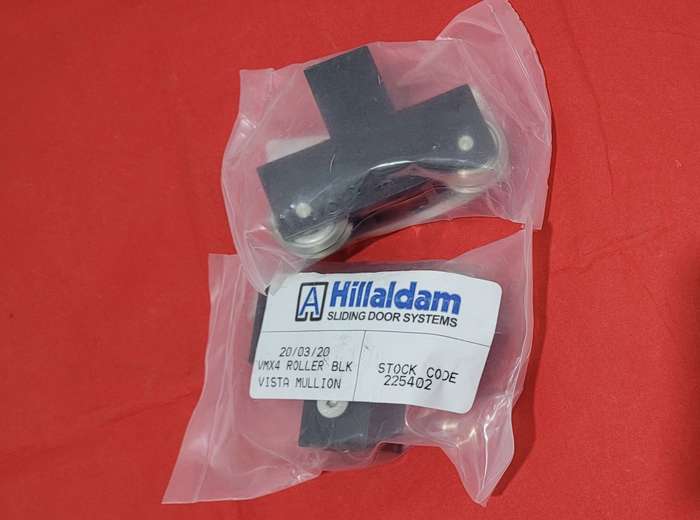 Hillaldam
SLIDING DOOR SYSTEMS
20/03/20
VMX4 ROLLER BLK
VISTA MULLION
STOCK CODE
225402